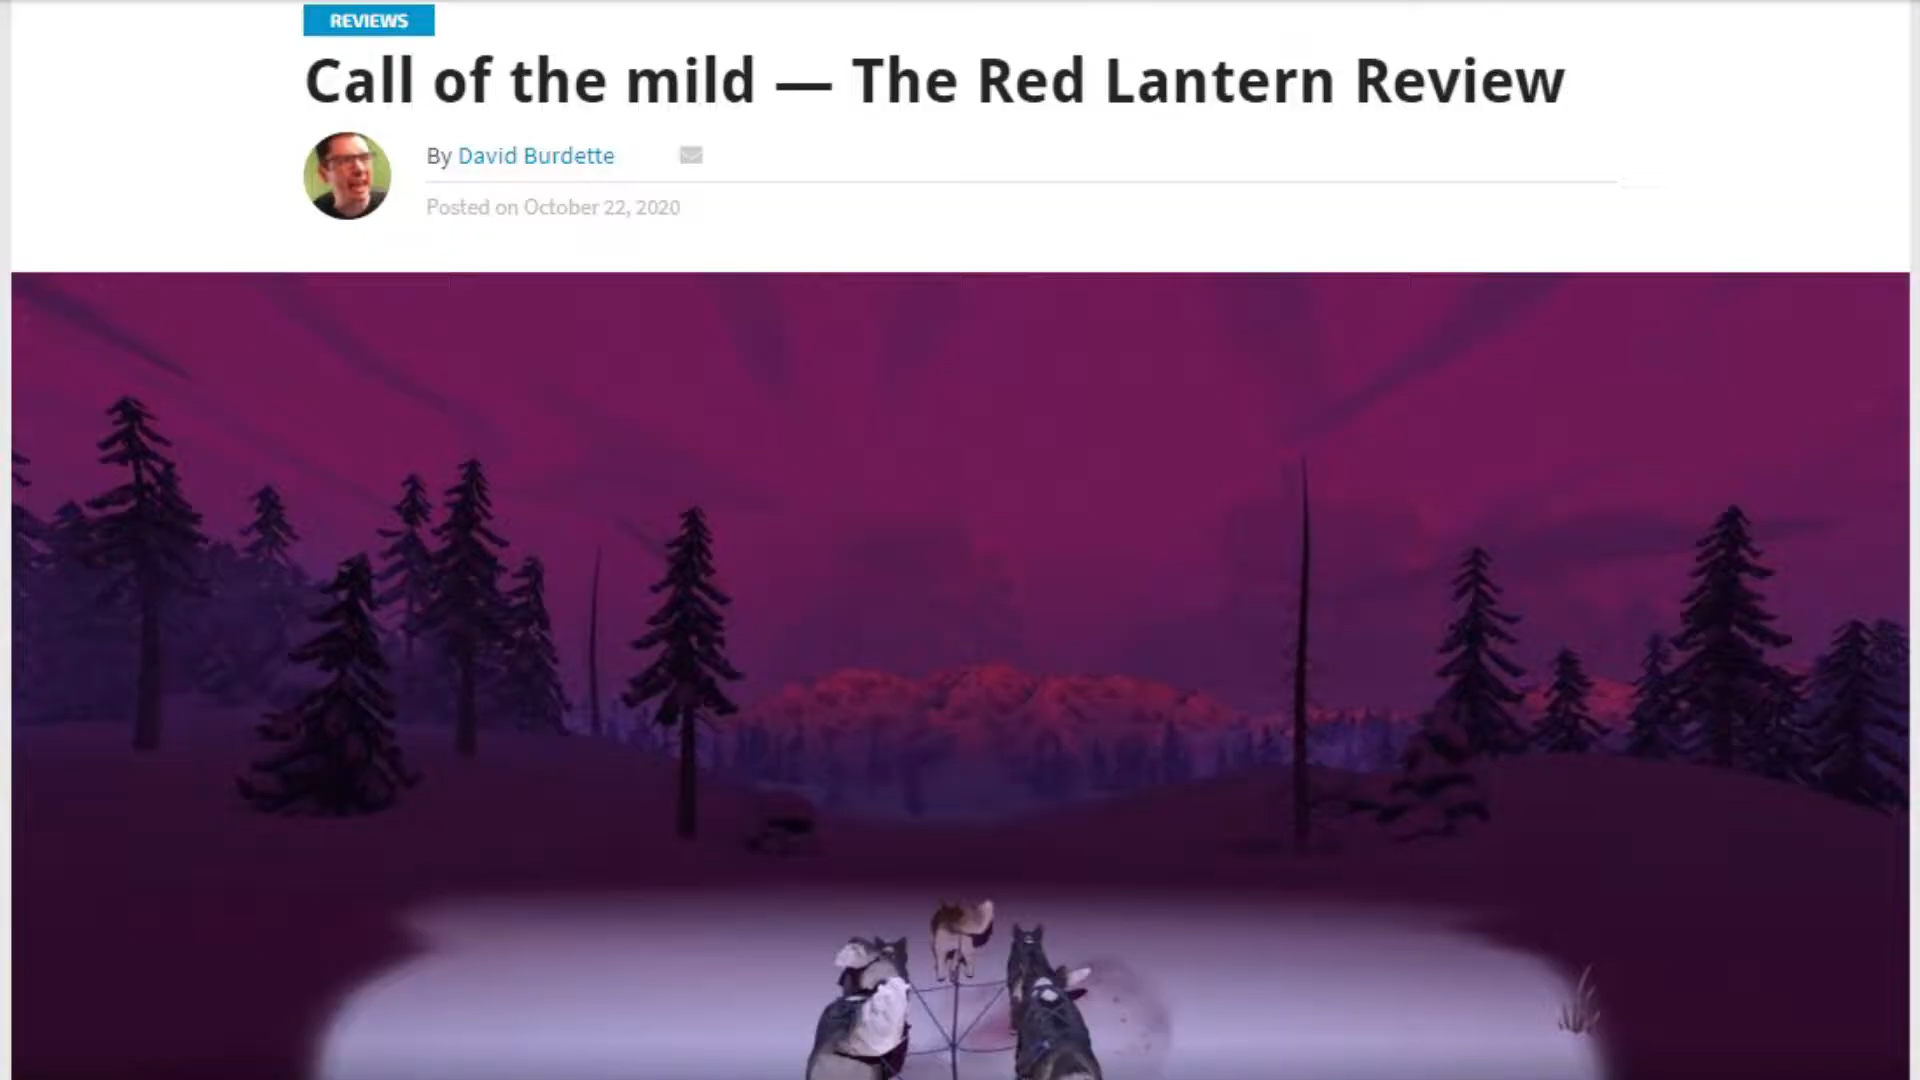 REVIEWS
Call of the mild — The Red Lantern Review
By David Burdette
Posted on October 22, 2020